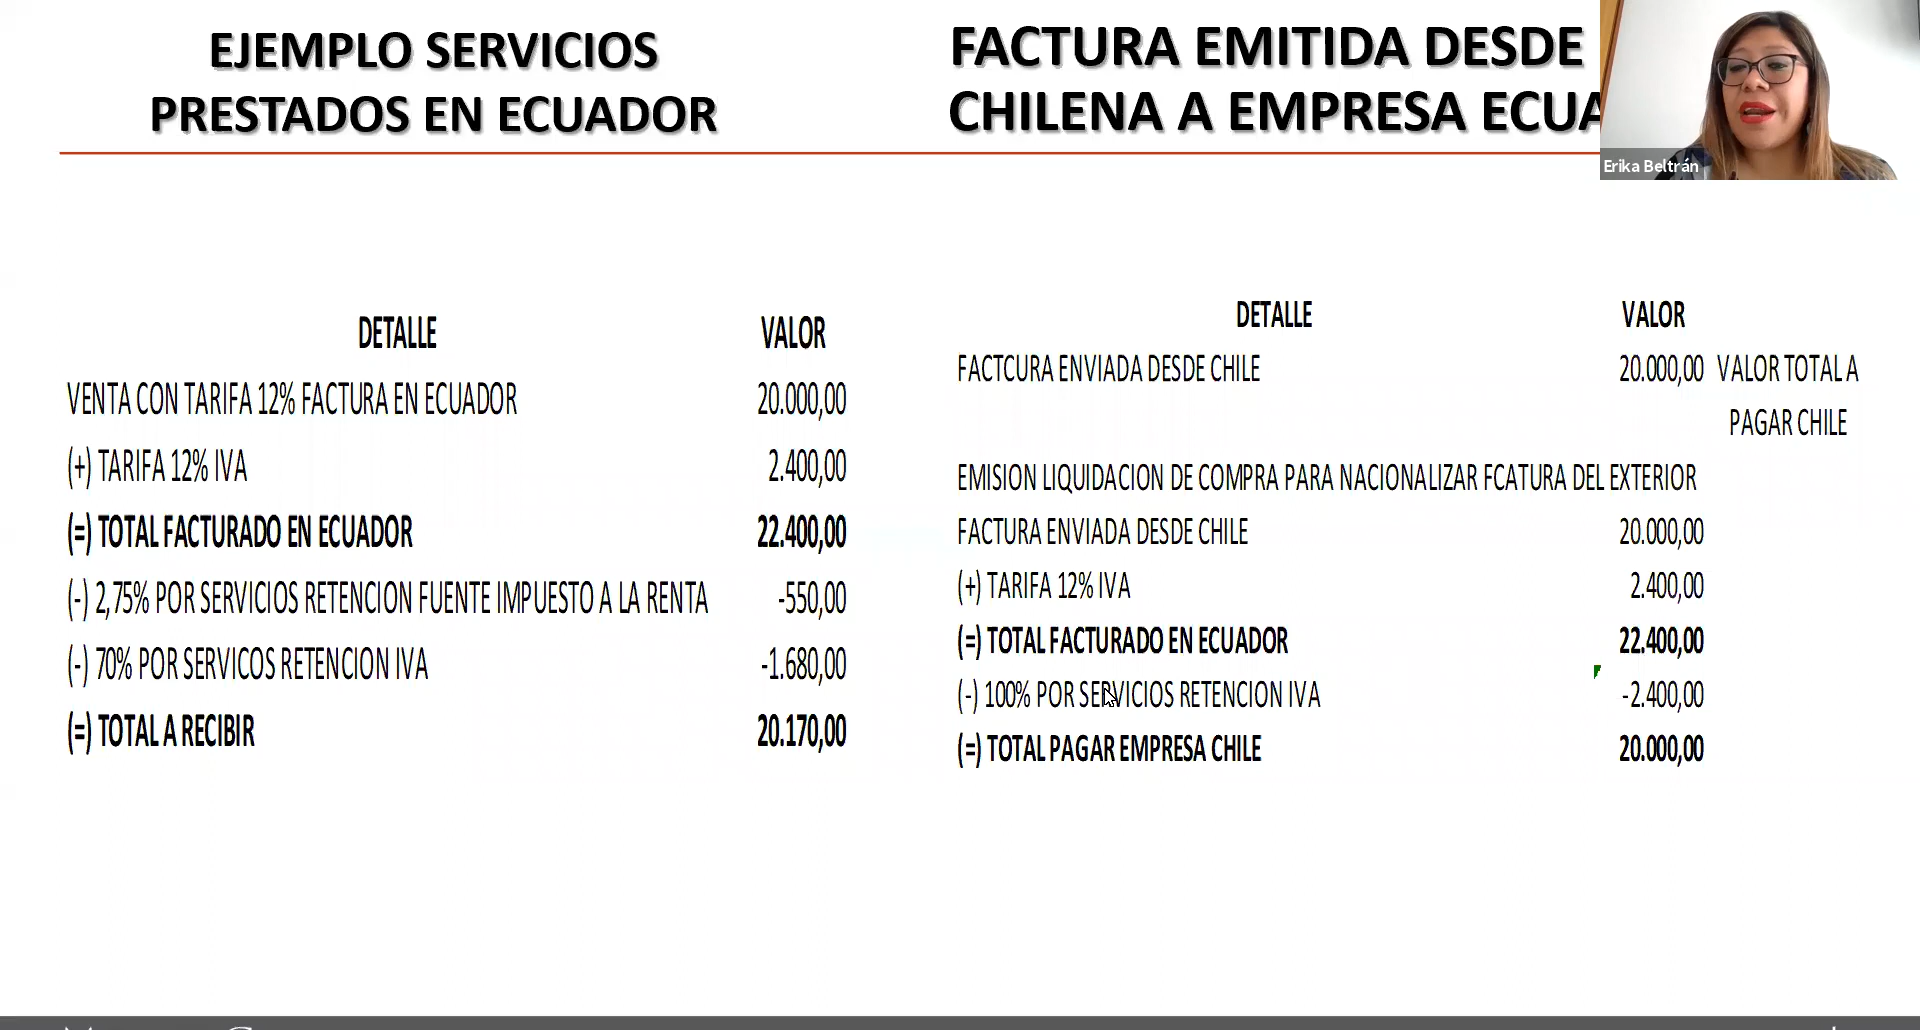 EJEMPLO SERVICIOS
PRESTADOS EN ECUADOR
FACTURA EMITIDA DESDE
CHILENA A EMPRESA ECUA
Erika Beltrán
DETALLE VALOR
VENTA CON TARIFA 12% FACTURA EN ECUADOR 20.000,00
(+) TARIFA 12% IVA 2.400,00
(=) TOTAL FACTURADO EN ECUADOR 22.400,00
(-) 2,75% POR SERVICIOS RETENCION FUENTE IMPUESTO A LA RENTA -550,00
(-) 70% POR SERVICOS RETENCION IVA -1.680,00
(=) TOTAL A RECIBIR 20.170,00
DETALLE VALOR
FACTCURA ENVIADA DESDE CHILE 20.000,00 VALOR TOTAL A
PAGAR CHILE
EMISION LIQUIDACION DE COMPRA PARA NACIONALIZAR FCATURA DEL EXTERIOR
FACTURA ENVIADA DESDE CHILE 20.000,00
(+) TARIFA 12% IVA 2.400,00
(=) TOTAL FACTURADO EN ECUADOR 22.400,00
(-) 100% POR SERVICIOS RETENCION IVA -2.400,00
(=) TOTAL PAGAR EMPRESA CHILE 20.000,00